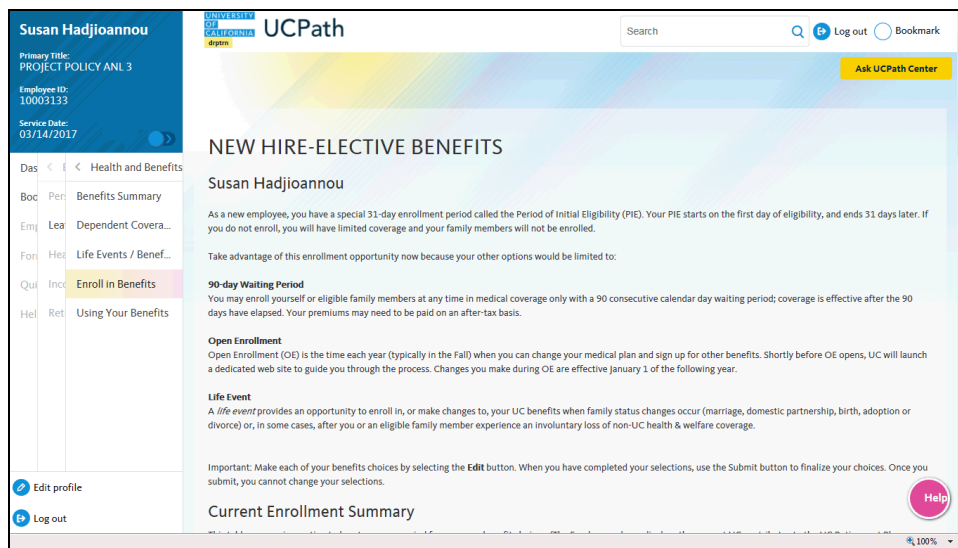 Susan Hadjioannou
Primary Title:
PROJECT POLICY ANL 3
Employee ID:
10003133
Service Date:
03/14/2017
Das
Boo
Em
For
Qui
Hel
Per
Lea
Hea
Inc
Ret
Health and Benefits
Benefits Summary
Dependent Covera...
Life Events / Benef...
Enroll in Benefits
Using Your Benefits
Edit profile
Log out
UNIVERSITY
OF
CALIFORNIA
drptrn
UCPath
Search
Log out
Bookmark
Ask UCPath Center
NEW HIRE-ELECTIVE BENEFITS
Susan Hadjioannou
As a new employee, you have a special 31-day enrollment period called the Period of Initial Eligibility (PIE). Your PIE starts on the first day of eligibility, and ends 31 days later. If
you do not enroll, you will have limited coverage and your family members will not be enrolled.
Take advantage of this enrollment opportunity now because your other options would be limited to:
90-day Waiting Period
You may enroll yourself or eligible family members at any time in medical coverage only with a 90 consecutive calendar day waiting period; coverage is effective after the 90
days have elapsed. Your premiums may need to be paid on an after-tax basis.
Open Enrollment
Open Enrollment (OE) is the time each year (typically in the Fall) when you can change your medical plan and sign up for other benefits. Shortly before OE opens, UC will launch
a dedicated web site to guide you through the process. Changes you make during OE are effective January 1 of the following year.
Life Event
A life event provides an opportunity to enroll in, or make changes to, your UC benefits when family status changes occur (marriage, domestic partnership, birth, adoption or
divorce) or, in some cases, after you or an eligible family member experience an involuntary loss of non-UC health & welfare coverage.
Important: Make each of your benefits choices by selecting the Edit button. When you have completed your selections, use the Submit button to finalize your choices. Once you
submit, you cannot change your selections.
Help
Current Enrollment Summary
100%